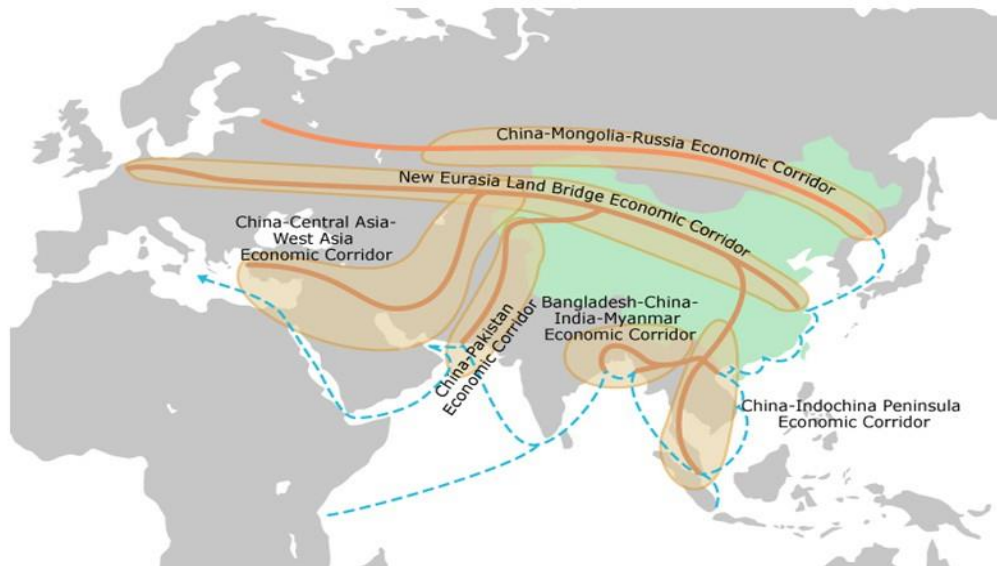 China-Mongolia-Russia Economic Corridor
New Eurasia Land Bridge Economic Corridor
China-Central Asia-
West Asia
Economic Corridor
China-Pakistan
Economic Corridor
Bangladesh-China-
India-Myanmar
Economic Corridor
China-Indochina Peninsula
Economic Corridor